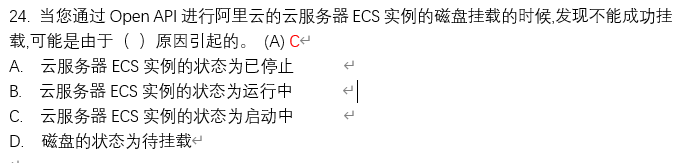 24. 当您通过 Open API 进行阿里云的云服务器 ECS 实例的磁盘挂载的时候,发现不能成功挂
载,可能是由于（ ）原因引起的。 (A) C↵
A. 云服务器 ECS 实例的状态为已停止 ↵
B. 云服务器 ECS 实例的状态为运行中 ↵
C. 云服务器 ECS 实例的状态为启动中 ↵
D. 磁盘的状态为待挂载↵